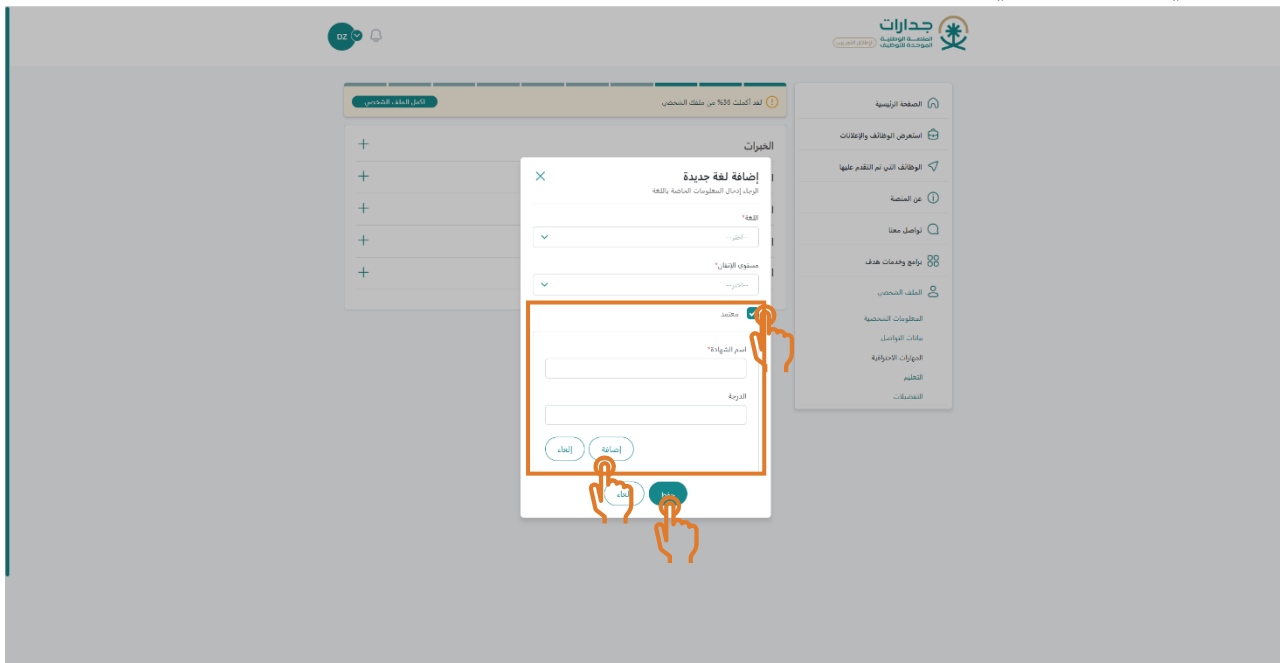 جدارات
المنصة الوطنية
الموحدة للتوظيف
DZ
الصفحة الرئيسية
استعرض الوظائف والإعلانات
الوظائف التي تم التقدم عليها
عن المنصة
تواصل معنا
برامج وخدمات هدف
الملف الشخصي
المعلومات الشخصية
بيانات التواصل
المهارات الاحترافية
التعليم
التفضيلات
لقد أكملت 36% من ملفك الشخصي
أكمل الملف الشخصي
الخبرات
إضافة لغة جديدة
الرجاء إدخال المعلومات الخاصة باللغة
اللغة*
--اختر--
مستوى الإتقان*
--اختر--
معتمد
اسم الشهادة*
الدرجة
إضافة
إلغاء